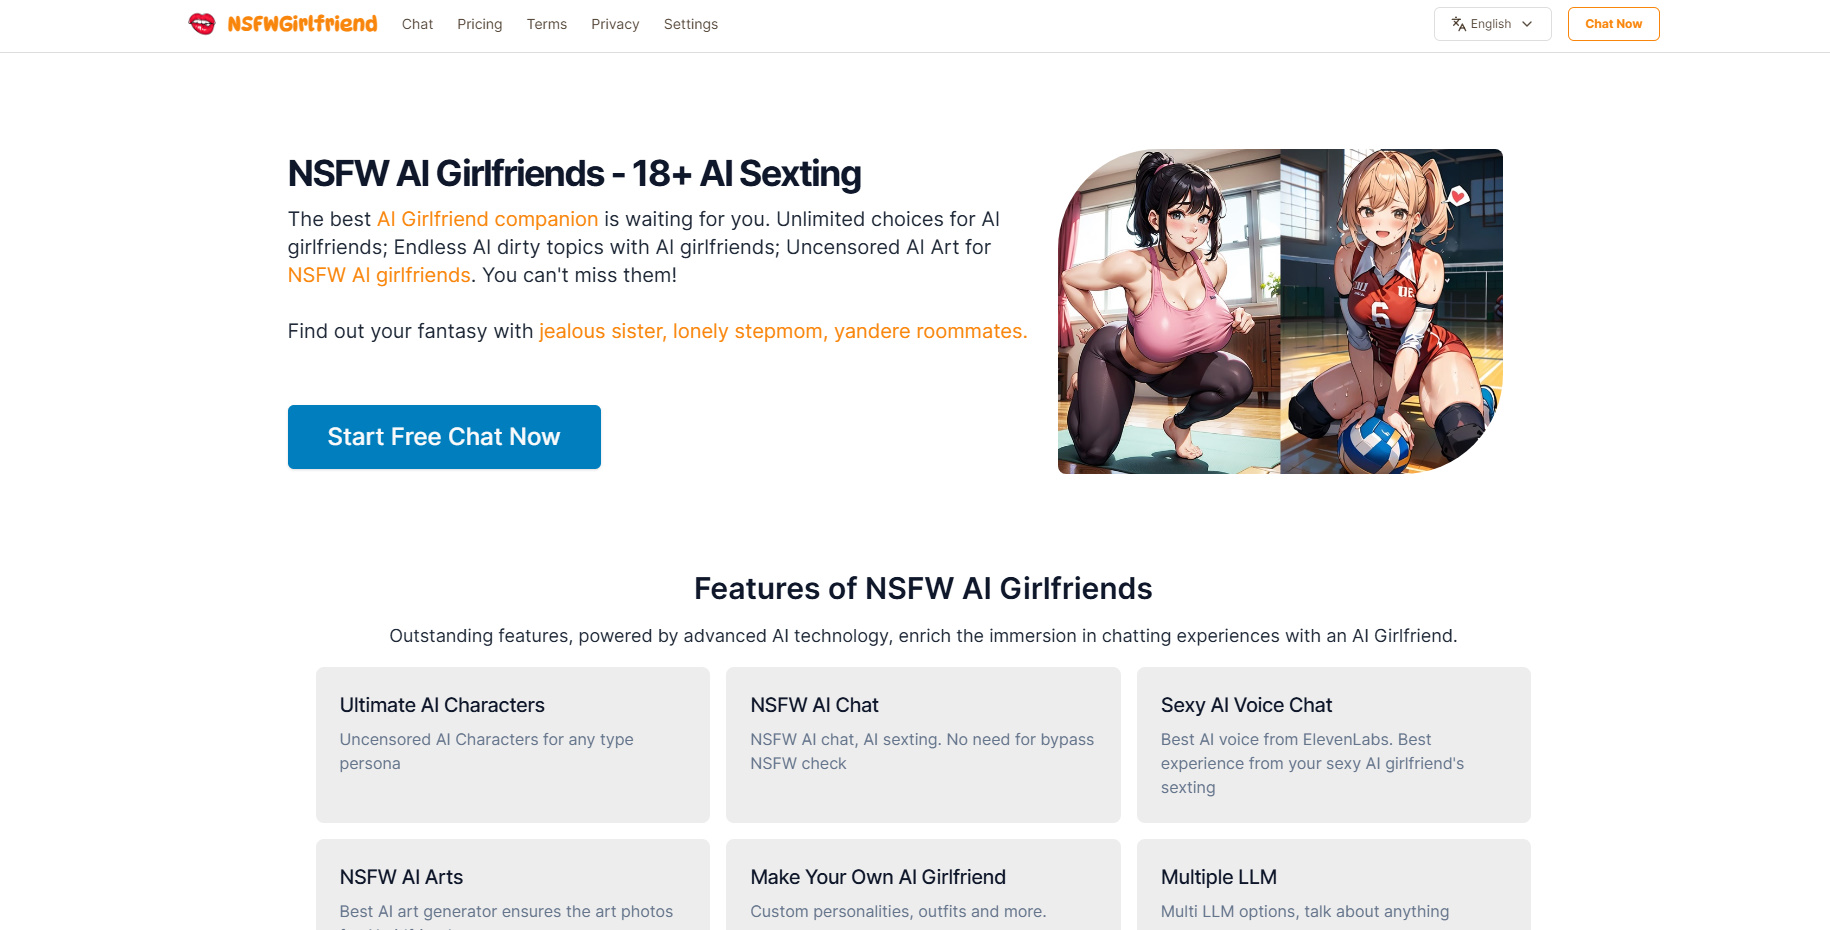 NSFWGirlfriend
Chat
Pricing
Terms
Privacy
Settings
English
Chat Now
NSFW AI Girlfriends - 18+ AI Sexting
The best AI Girlfriend companion is waiting for you. Unlimited choices for AI
girlfriends; Endless AI dirty topics with AI girlfriends; Uncensored AI Art for
NSFW AI girlfriends. You can't miss them!
Find out your fantasy with jealous sister, lonely stepmom, yandere roommates.
Start Free Chat Now
6
Features of NSFW AI Girlfriends
Outstanding features, powered by advanced AI technology, enrich the immersion in chatting experiences with an AI Girlfriend.
Ultimate AI Characters
Uncensored AI Characters for any type
persona
NSFW AI Chat
NSFW AI chat, AI sexting. No need for bypass
NSFW check
Sexy AI Voice Chat
Best AI voice from ElevenLabs. Best
experience from your sexy AI girlfriend's
sexting
NSFW AI Arts
Best AI art generator ensures the art photos
Make Your Own AI Girlfriend
Custom personalities, outfits and more.
Multiple LLM
Multi LLM options, talk about anything